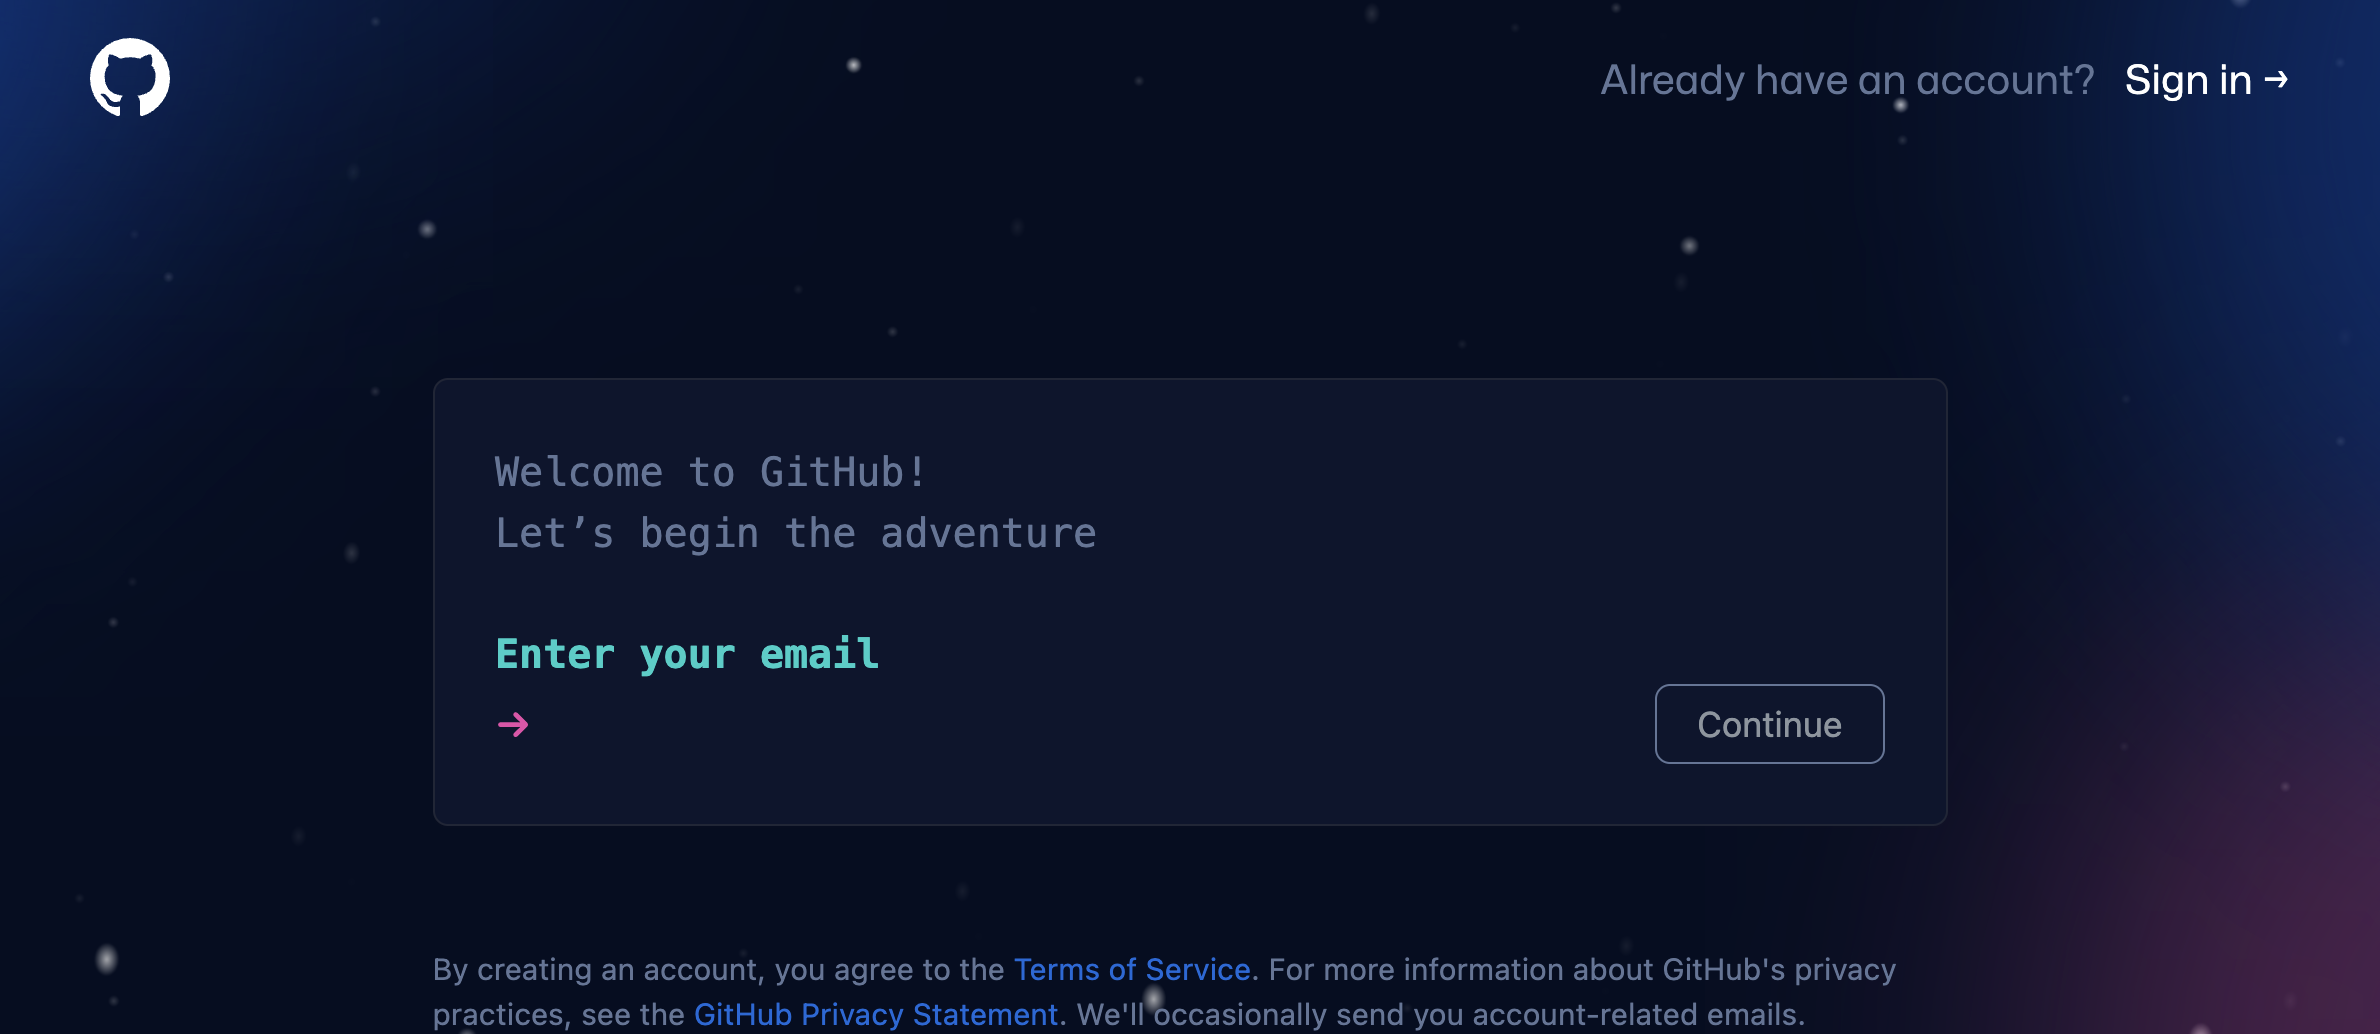 Already have an account? Sign in →
Welcome to GitHub!
Let’s begin the adventure
Enter your email
→
Continue
By creating an account, you agree to the Terms of Service. For more information about GitHub's privacy
practices, see the GitHub Privacy Statement. We'll occasionally send you account-related emails.